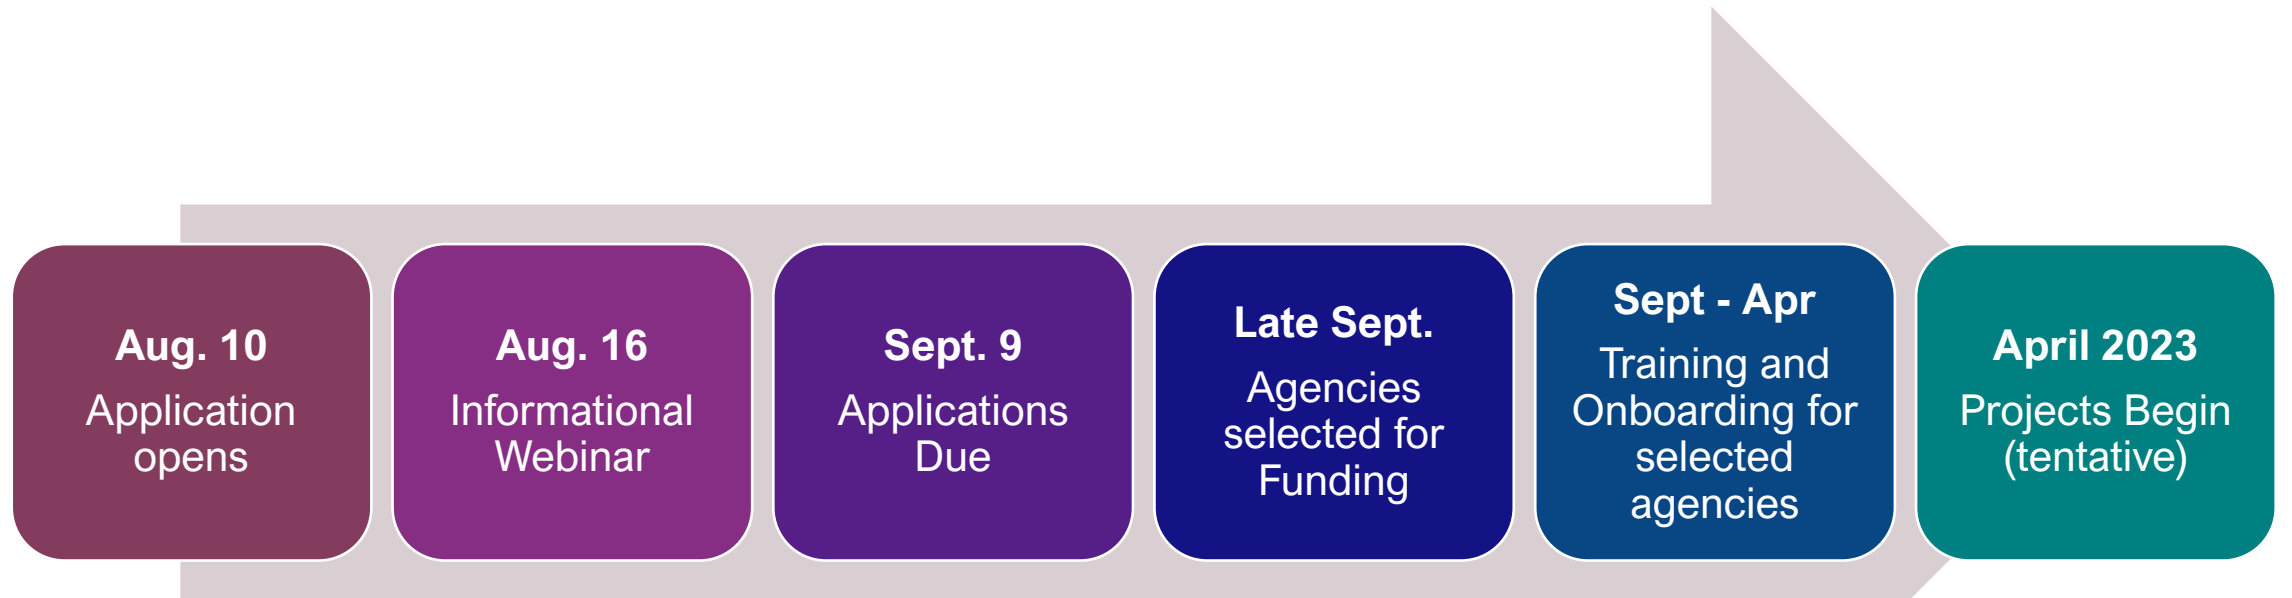 Aug. 10
Application
opens
Aug. 16
Informational
Webinar
Sept. 9
Applications
Due
Late Sept.
Agencies
selected for
Funding
Sept - Apr
Training and
Onboarding for
selected
agencies
April 2023
Projects Begin
(tentative)